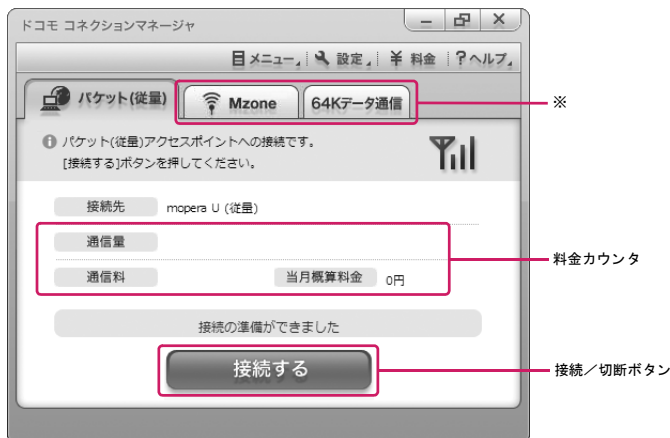 ドコモ コネクションマネージャ
メニュー 設定 ¥ 料金 ? ヘルプ
パケット(従量) Mzone 64Kデータ通信
※
パケット(従量)アクセスポイントへの接続です。
[接続する]ボタンを押してください。
接続先 mopera U (従量)
通信量
料金カウンタ
通信料 当月概算料金 0円
接続の準備ができました
接続する
接続／切断ボタン